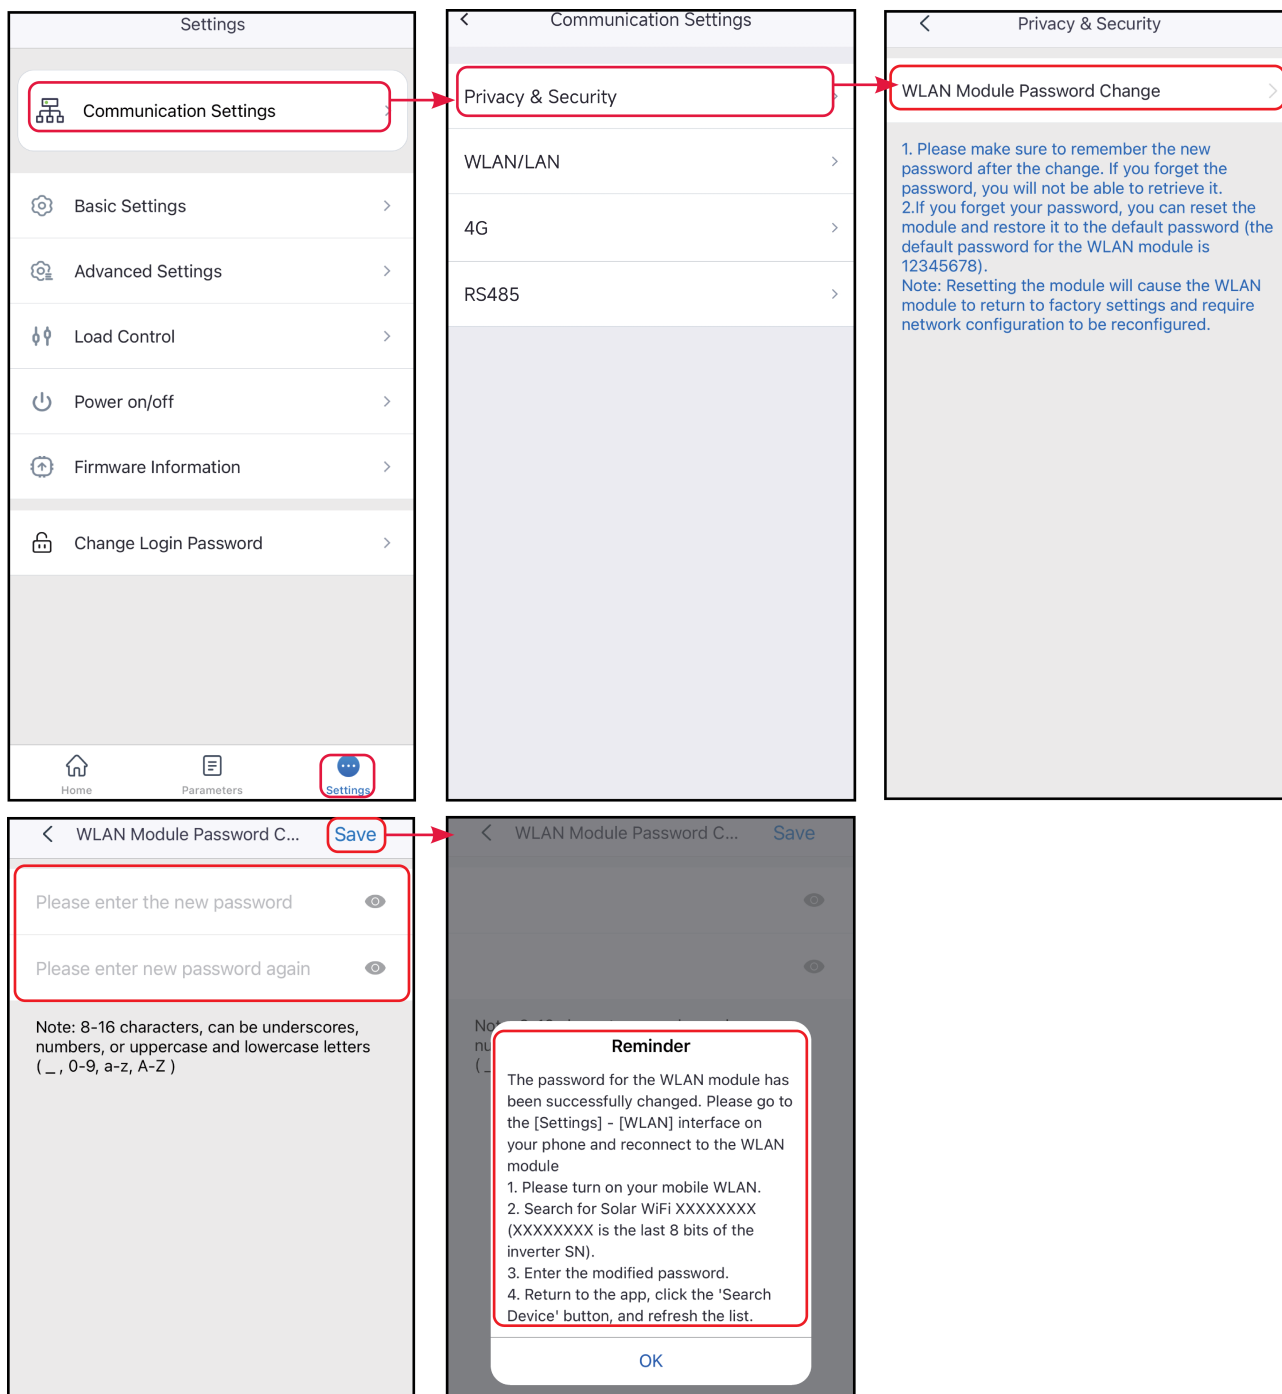 Settings
Communication Settings
Basic Settings
Advanced Settings
Load Control
Power on/off
Firmware Information
Change Login Password
Home
Parameters
Settings
Communication Settings
Privacy & Security
WLAN/LAN
4G
RS485
Privacy & Security
WLAN Module Password Change
1. Please make sure to remember the new
password after the change. If you forget the
password, you will not be able to retrieve it.
2.If you forget your password, you can reset the
module and restore it to the default password (the
default password for the WLAN module is
12345678).
Note: Resetting the module will cause the WLAN
module to return to factory settings and require
network configuration to be reconfigured.
WLAN Module Password C... Save
Please enter the new password
Please enter new password again
Note: 8-16 characters, can be underscores,
numbers, or uppercase and lowercase letters
( _ , 0-9, a-z, A-Z )
WLAN Module Password C... Save
Reminder
The password for the WLAN module has
been successfully changed. Please go to
the [Settings] - [WLAN] interface on
your phone and reconnect to the WLAN
module
1. Please turn on your mobile WLAN.
2. Search for Solar WiFi XXXXXXXX
(XXXXXXXX is the last 8 bits of the
inverter SN).
3. Enter the modified password.
4. Return to the app, click the 'Search
Device' button, and refresh the list.
OK